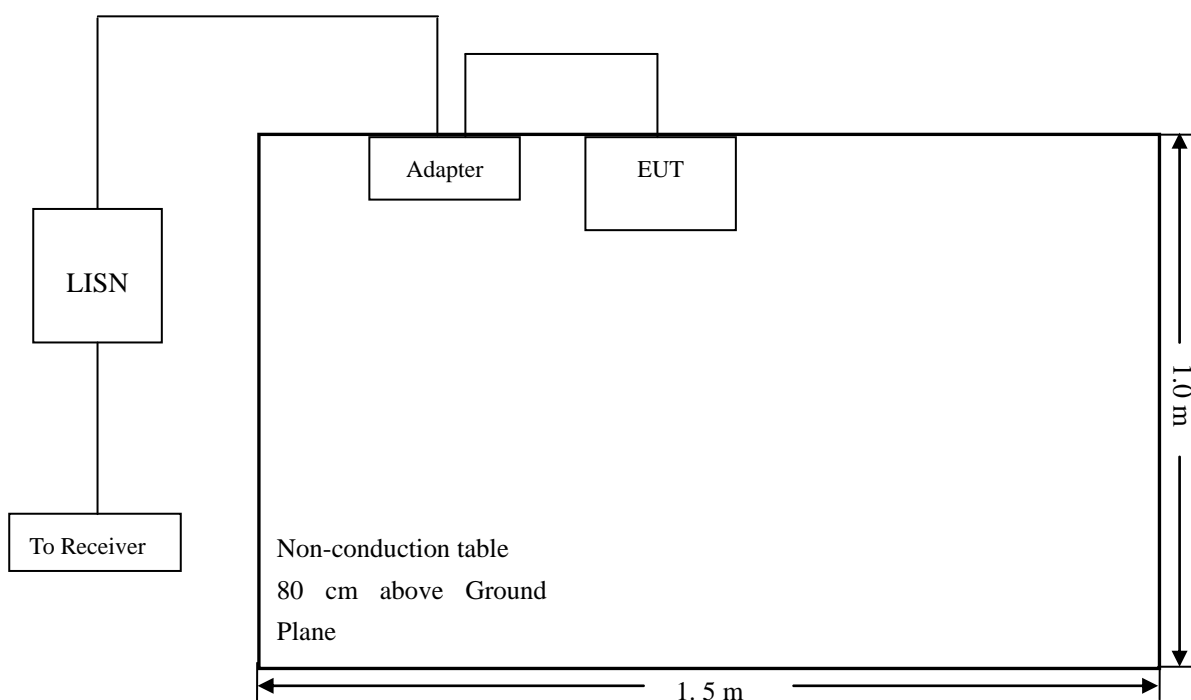 Adapter
EUT
LISN
1.0 m
To Receiver
Non-conduction table
80 cm above Ground
Plane
1. 5 m